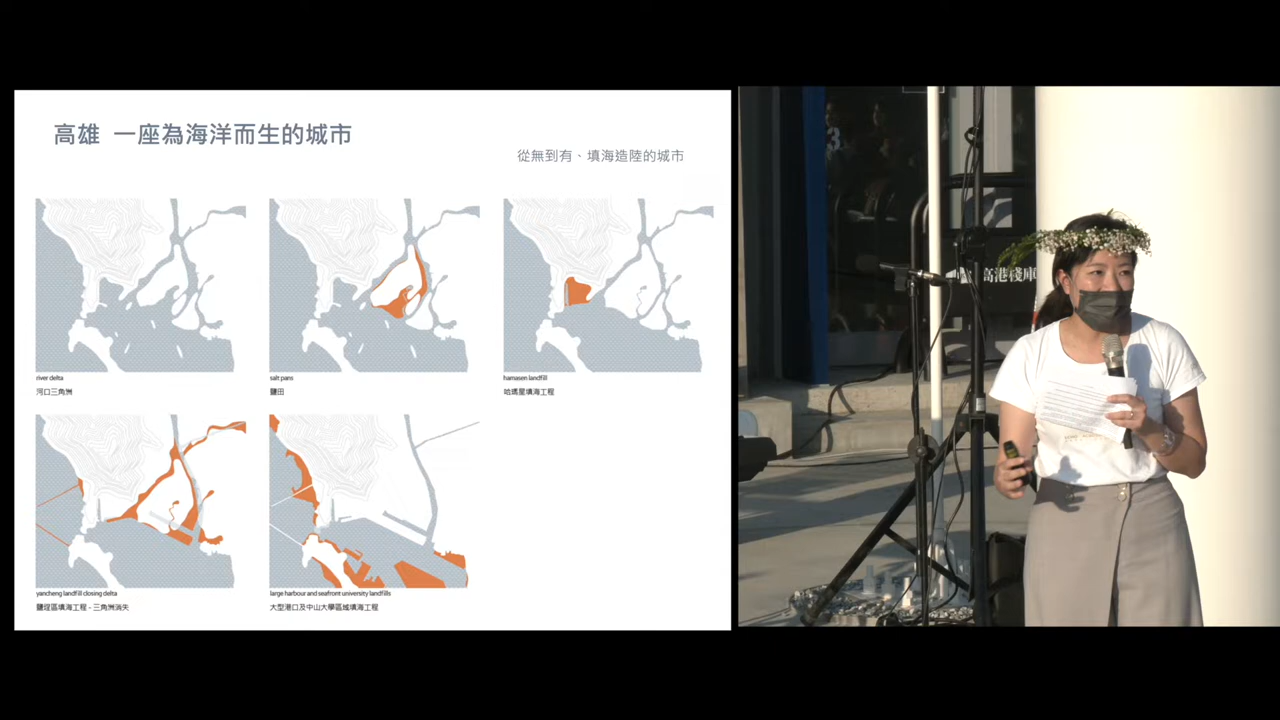 高雄 一座為海洋而生的城市
從無到有、填海造陸的城市
river delta
河口三角洲
salt pans
鹽田
hamasen landfill
哈瑪星填海工程
yancheng landfill closing delta
鹽埕區填海工程 - 三角洲消失
large harbour and seafront university landfills
大型港口及中山大學區域填海工程
3
高港棧庫